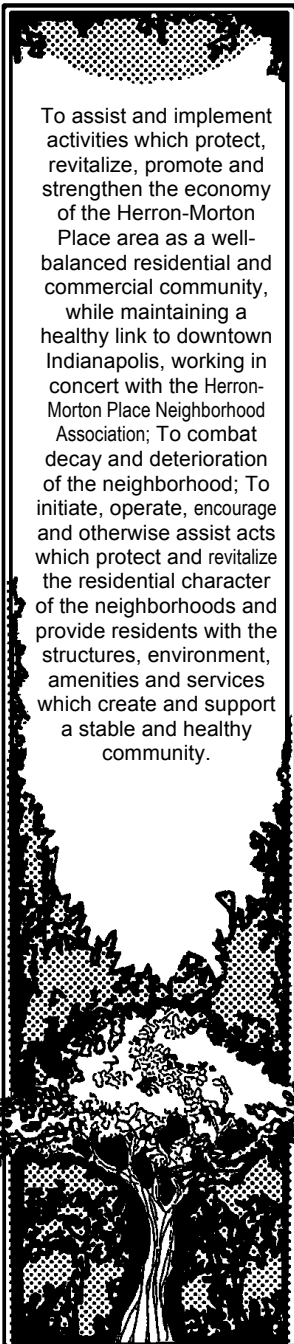 To assist and implement
activities which protect,
revitalize, promote and
strengthen the economy
of the Herron-Morton
Place area as a well-
balanced residential and
commercial community,
while maintaining a
healthy link to downtown
Indianapolis, working in
concert with the Herron-
Morton Place Neighborhood
Association; To combat
decay and deterioration
of the neighborhood; To
initiate, operate, encourage
and otherwise assist acts
which protect and revitalize
the residential character
of the neighborhoods and
provide residents with the
structures, environment,
amenities and services
which create and support
a stable and healthy
community.